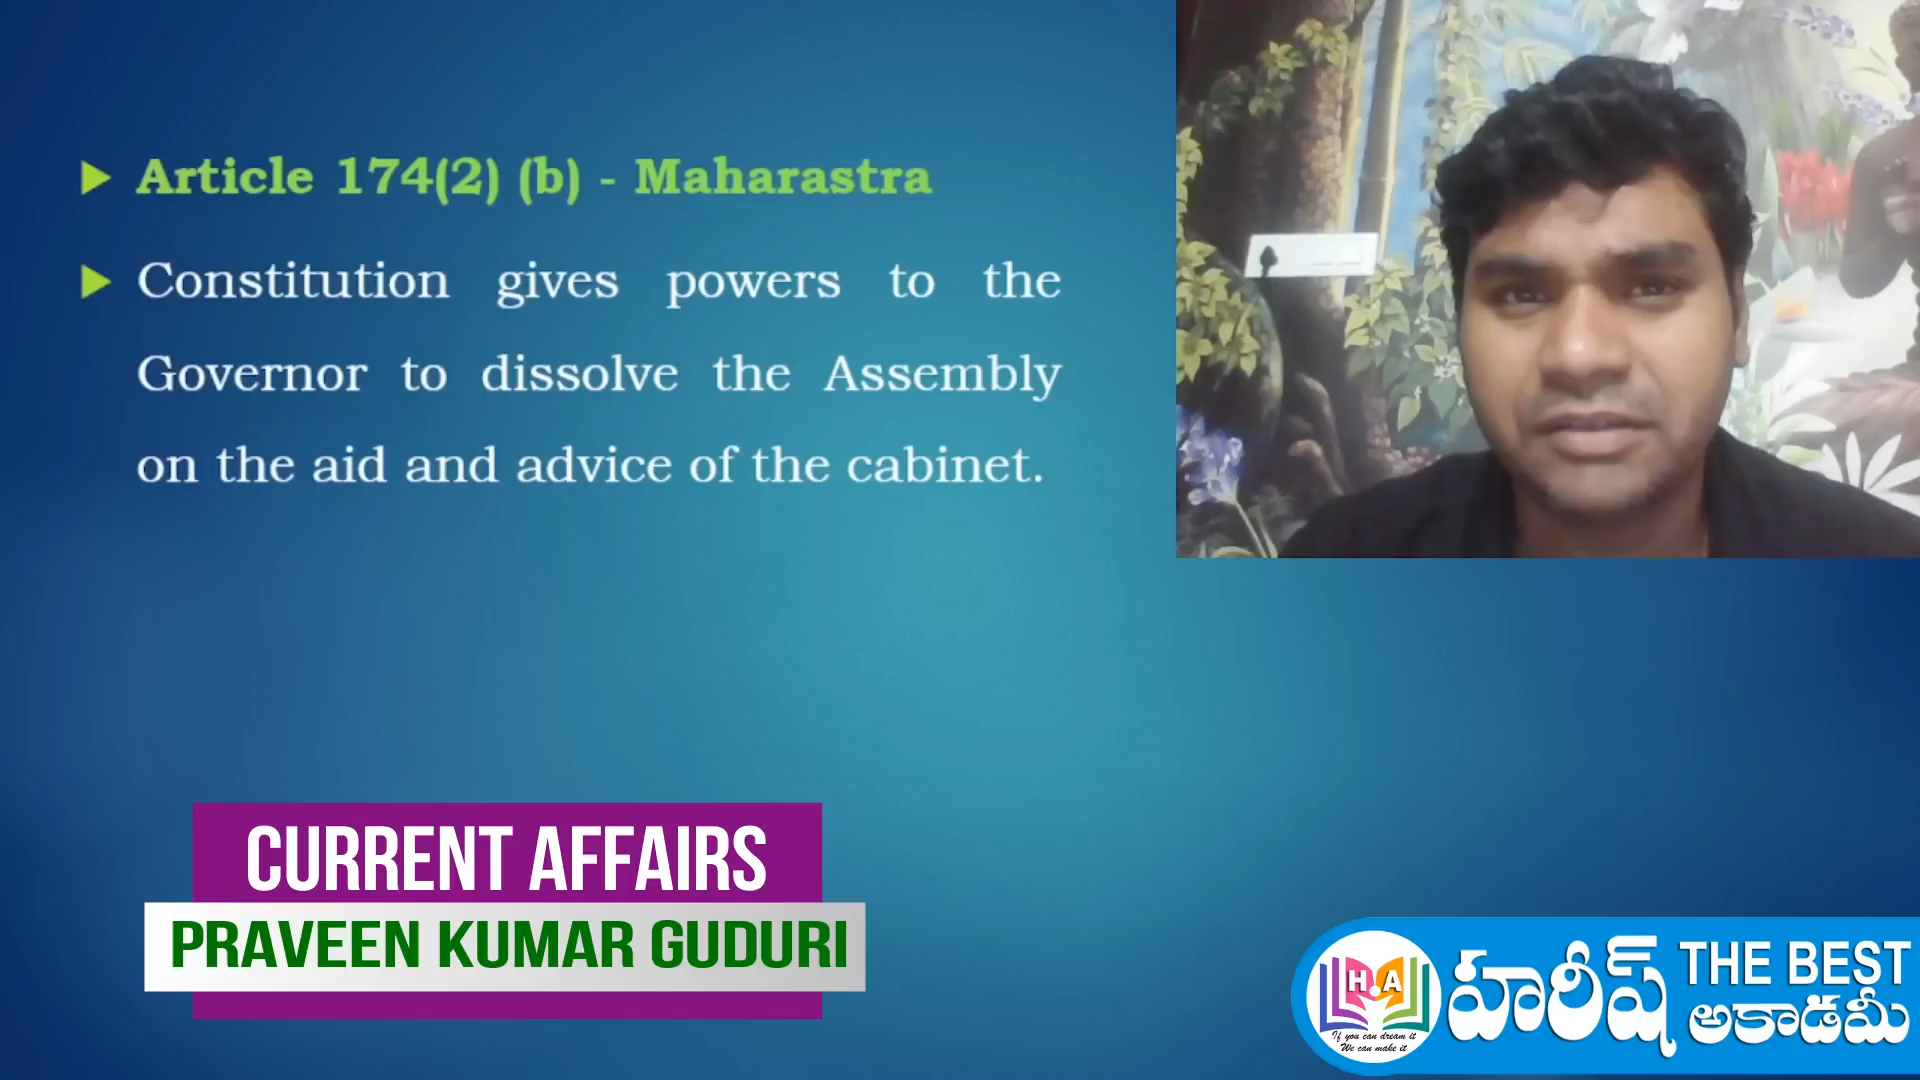 Article 174(2) (b) - Maharastra
Constitution gives powers to the
Governor to dissolve the Assembly
on the aid and advice of the cabinet.
CURRENT AFFAIRS
PRAVEEN KUMAR GUDURI
H.A
If you can dream it
We can make it
హరీష్
THE BEST
అకాడమీ